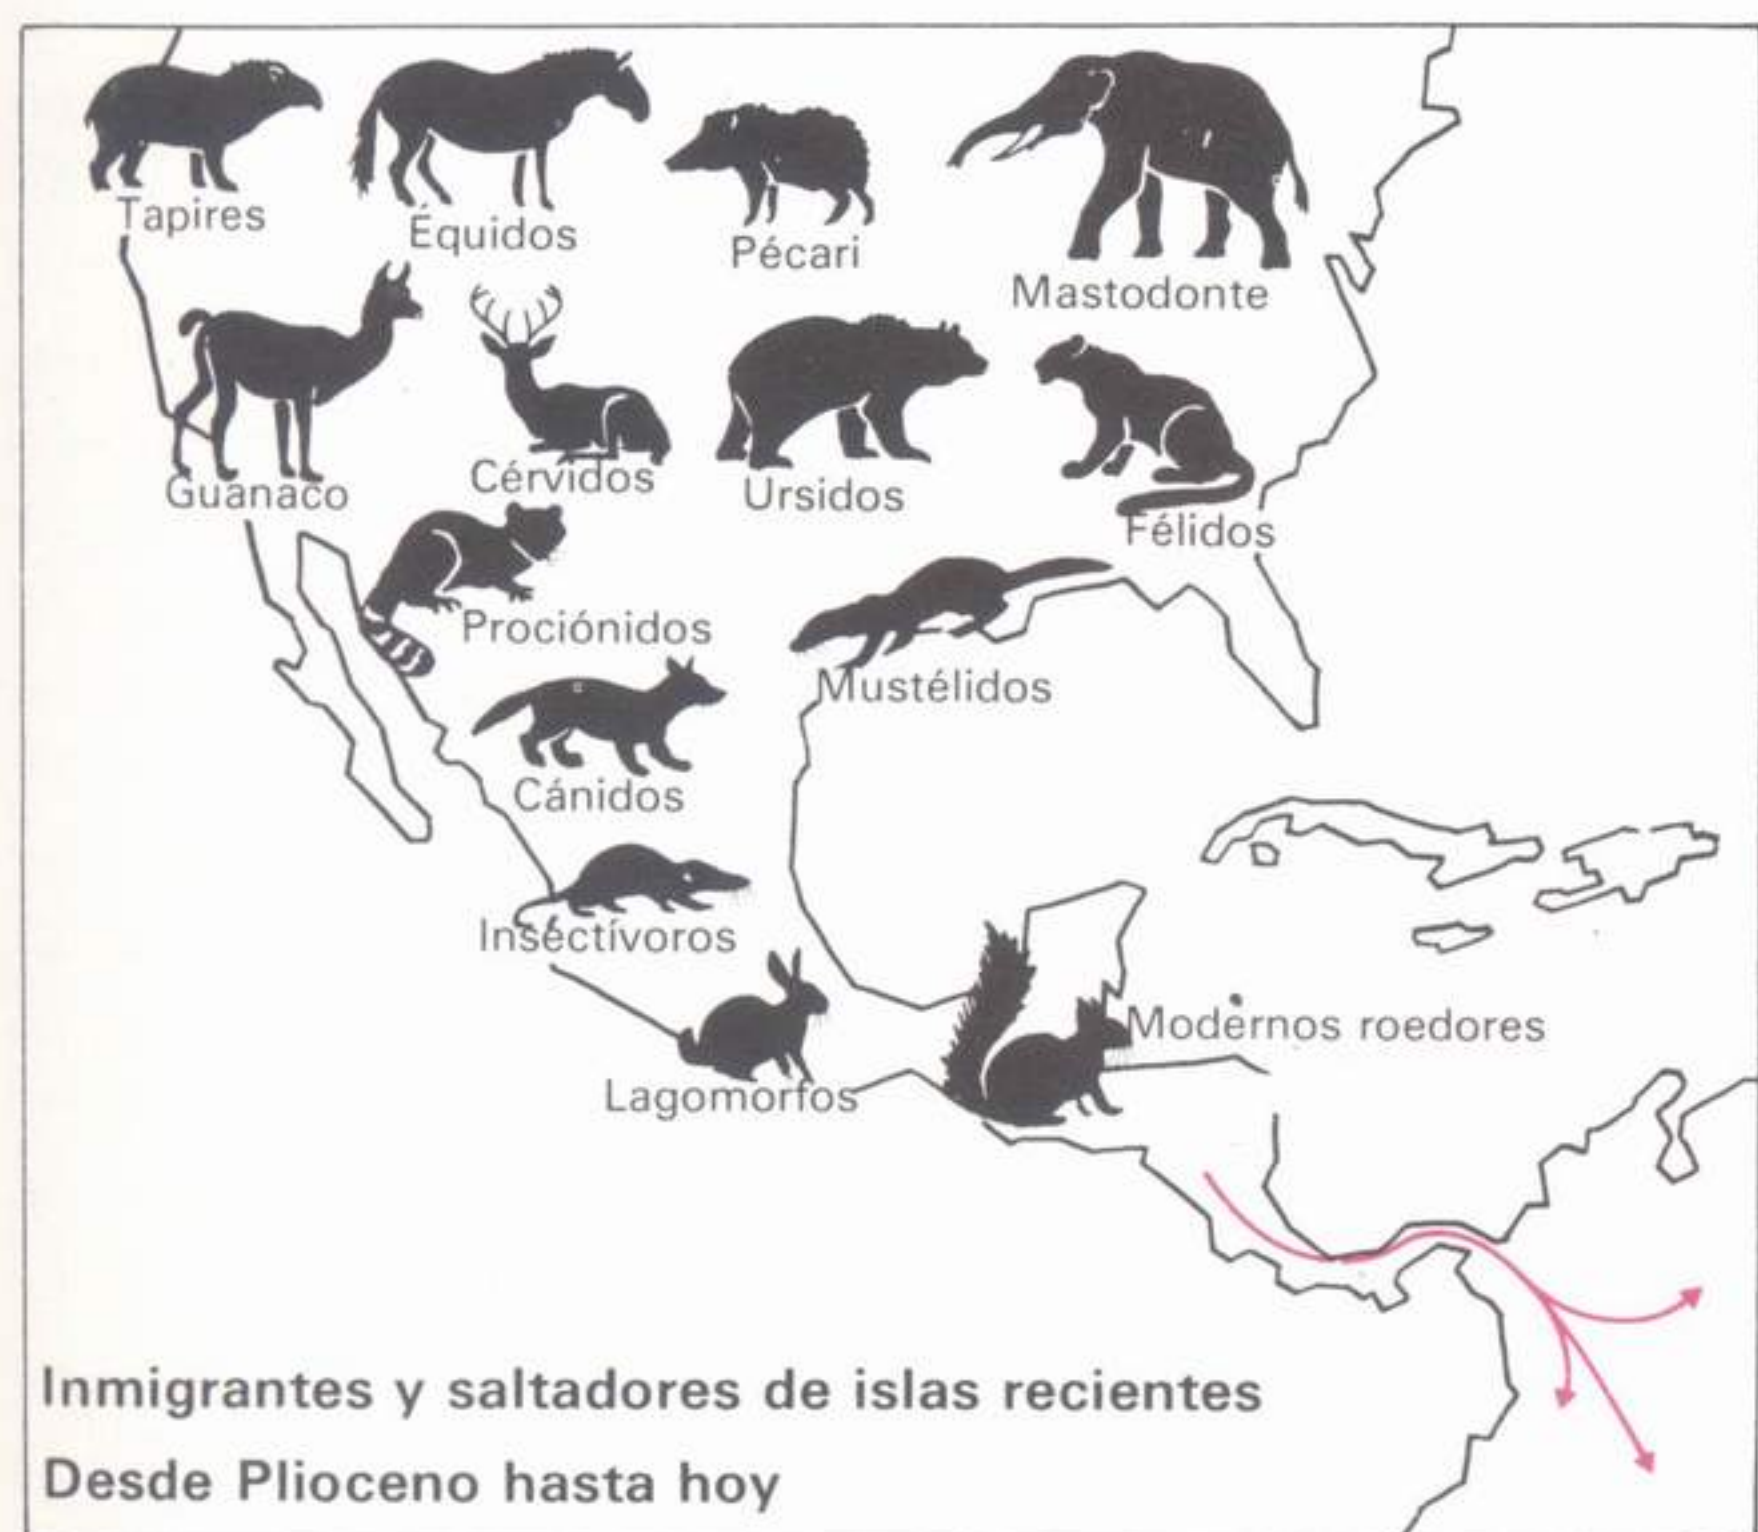 Tapires
Équidos
Pécari
Mastodonte
Guanaco
Cérvidos
Ursidos
Félidos
Prociónidos
Mustélidos
Cánidos
Insectívoros
Modernos roedores
Lagomorfos
Inmigrantes y saltadores de islas recientes
Desde Plioceno hasta hoy